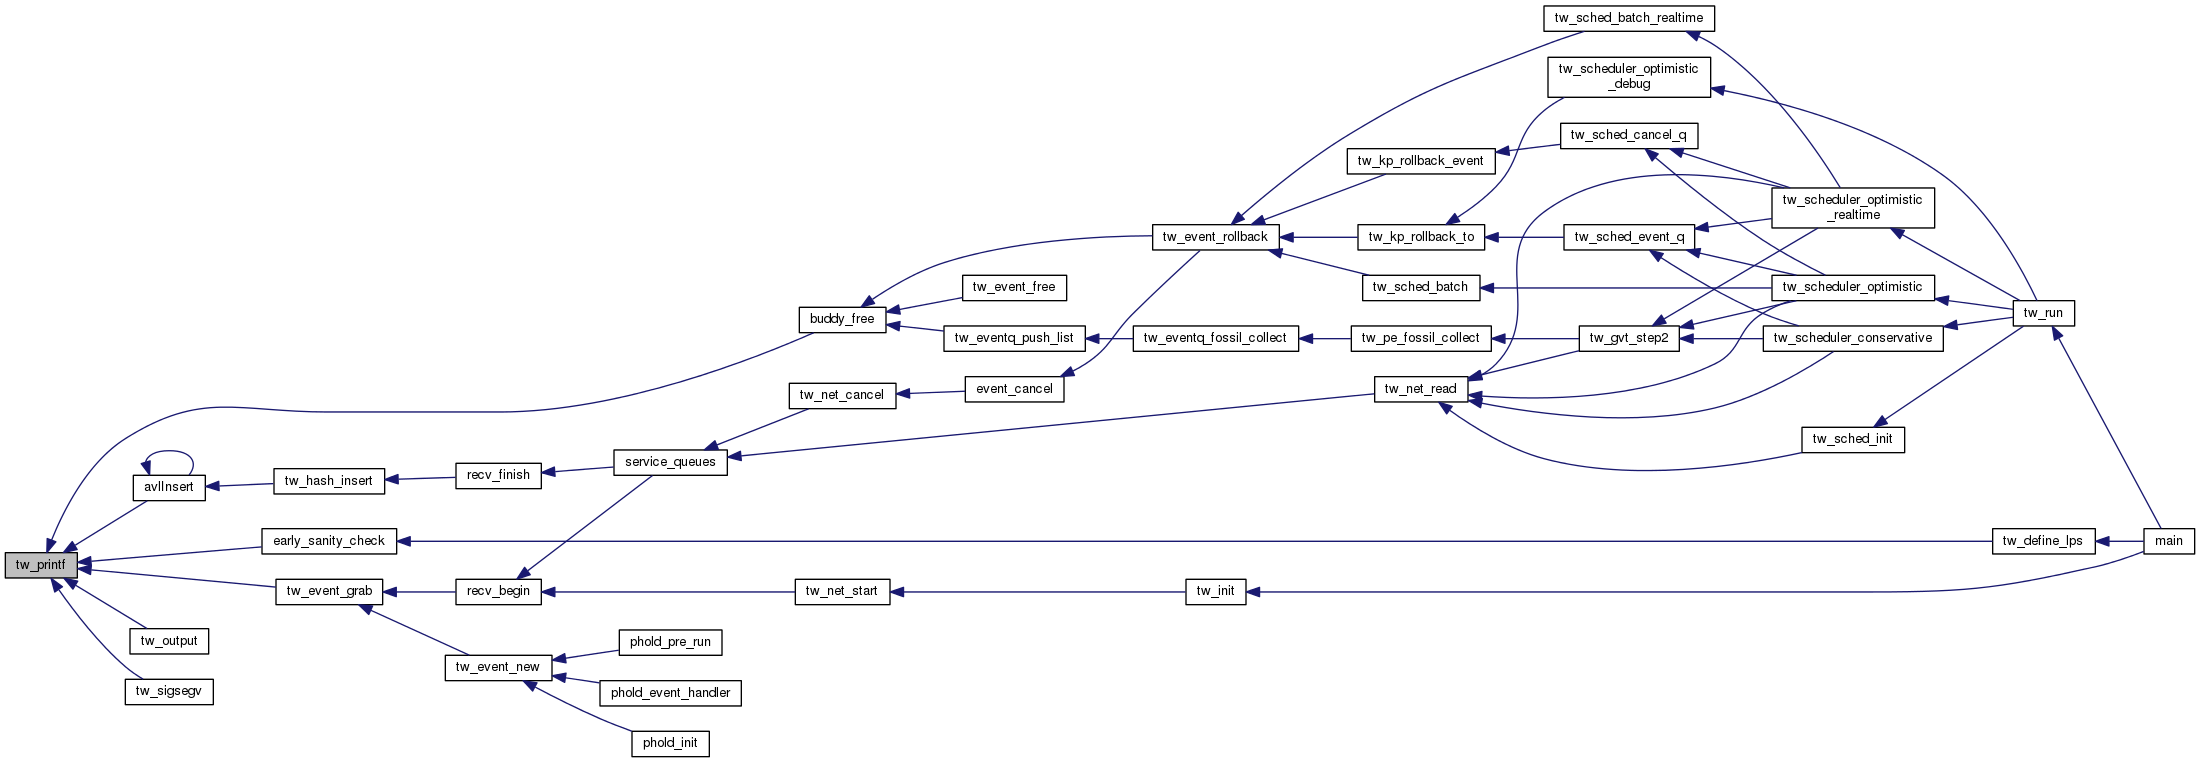 tw_sched_batch_realtime
tw_scheduler_optimistic
_debug
tw_sched_cancel_q
tw_kp_rollback_event
tw_scheduler_optimistic
_realtime
tw_event_rollback
tw_kp_rollback_to
tw_sched_event_q
tw_event_free
tw_sched_batch
tw_scheduler_optimistic
buddy_free
tw_run
tw_eventq_push_list
tw_eventq_fossil_collect
tw_pe_fossil_collect
tw_gvt_step2
tw_scheduler_conservative
tw_net_cancel
event_cancel
tw_net_read
tw_sched_init
service_queues
avlInsert
tw_hash_insert
recv_finish
early_sanity_check
tw_define_lps
main
tw_printf
tw_event_grab
recv_begin
tw_net_start
tw_init
tw_output
phold_pre_run
tw_event_new
tw_sigsegv
phold_event_handler
phold_init